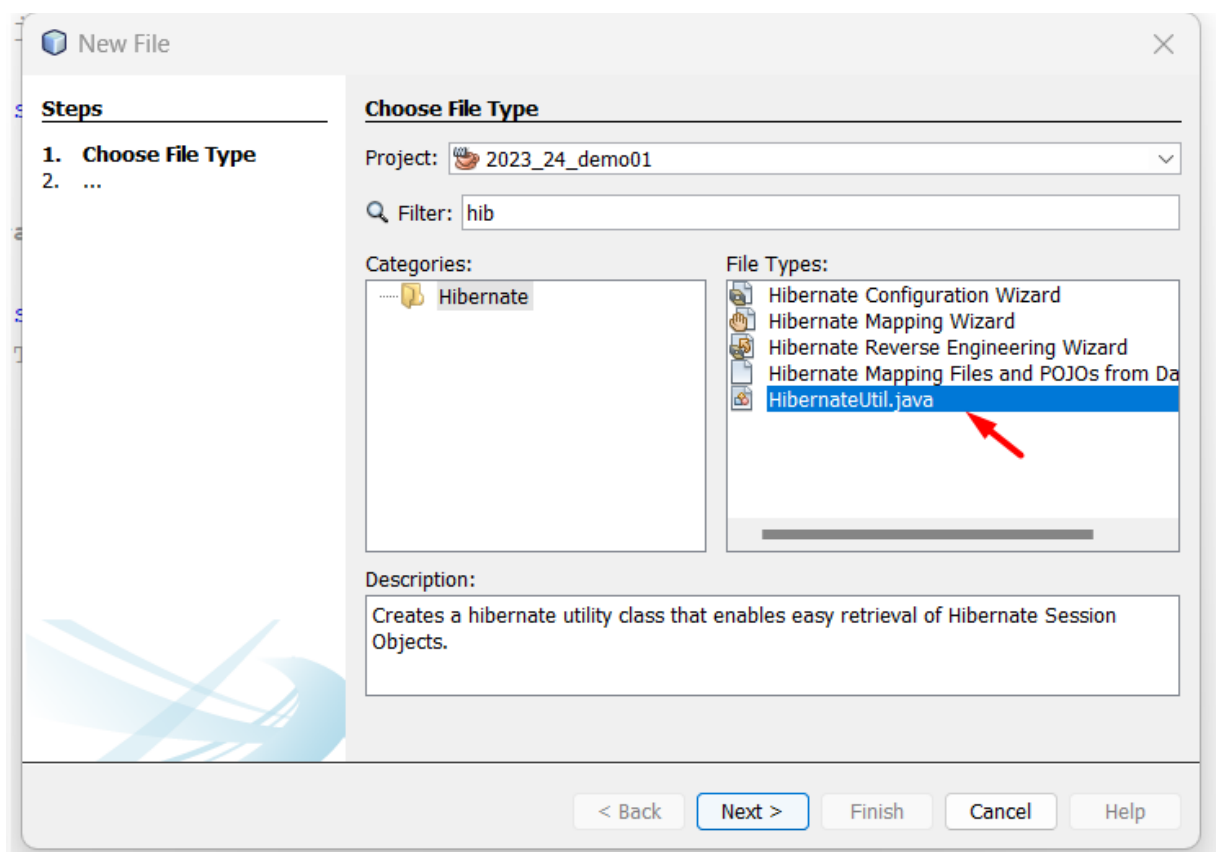 New File
Steps
1. Choose File Type
2. ...
Choose File Type
Project: 2023_24_demo01
Filter: hib
Categories:
Hibernate
File Types:
Hibernate Configuration Wizard
Hibernate Mapping Wizard
Hibernate Reverse Engineering Wizard
Hibernate Mapping Files and POJOs from Da
HibernateUtil.java
Description:
Creates a hibernate utility class that enables easy retrieval of Hibernate Session
Objects.
< Back Next > Finish Cancel Help